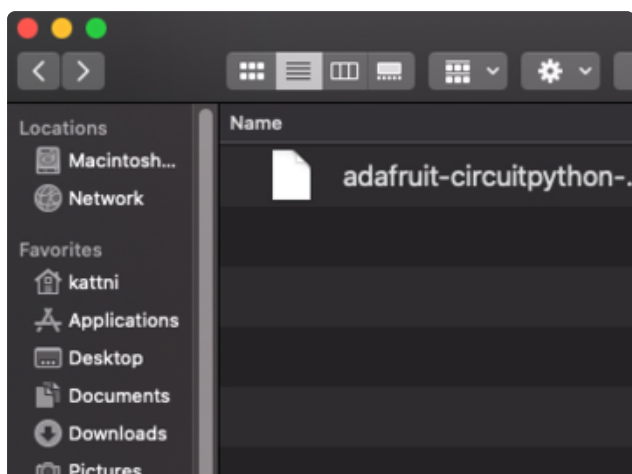 Locations
Macintosh...
Network
Favorites
kattni
Applications
Desktop
Documents
Downloads
Pictures
Name
adafruit-circuitpython-..